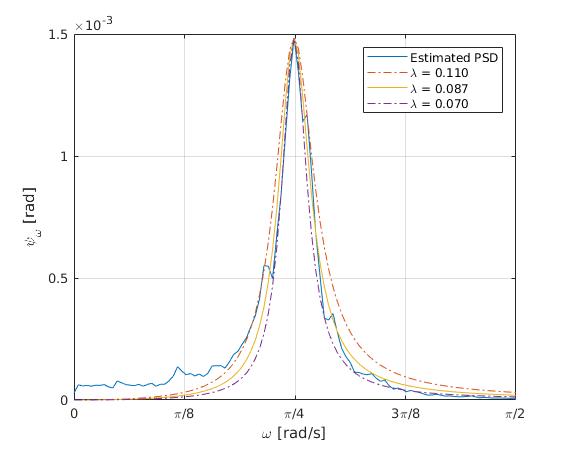 ×10⁻³
1.5
1
0.5
0
ψ_ω [rad]
Estimated PSD
λ = 0.110
λ = 0.087
λ = 0.070
0 π/8 π/4 3π/8 π/2
ω [rad/s]